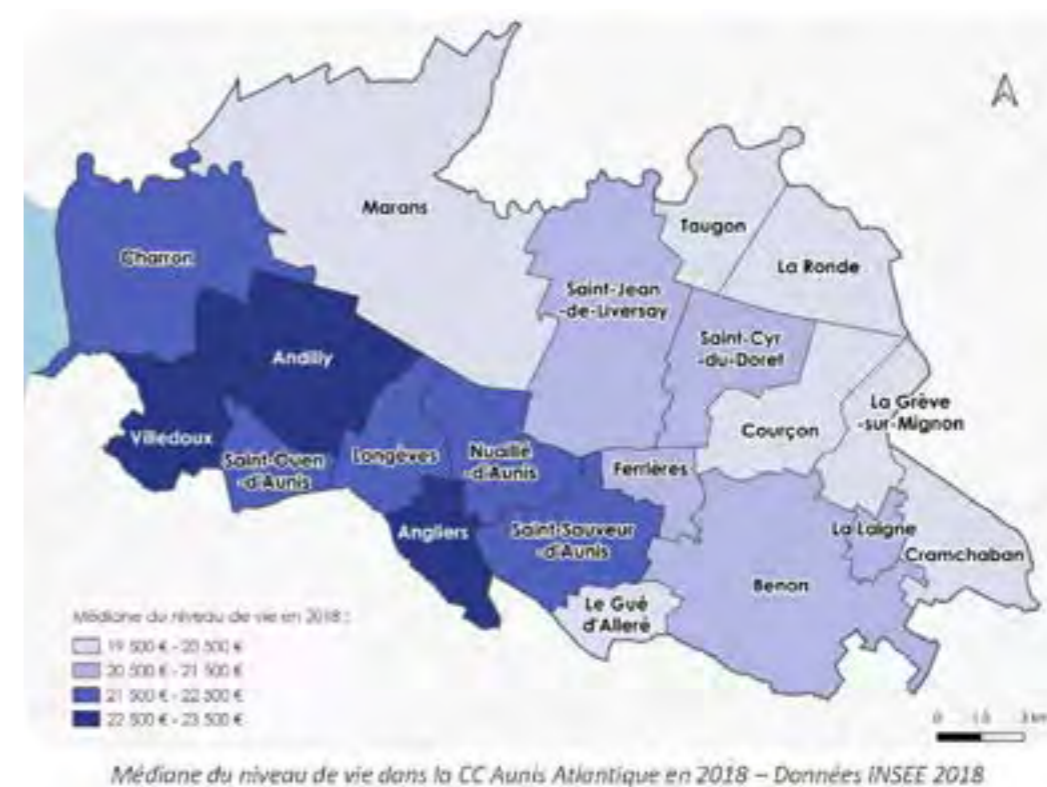 Marans
Taugon
La Ronde
Charron
Saint-Jean
-de-Liversay
Saint-Cyr
-du-Doret
Andilly
La Grève
-sur-Mignon
Courçon
Villedoux
Saint-Ouen
-d'Aunis
Longèves
Nuaillé
-d'Aunis
Ferrières
Angliers
Saint-Sauveur
-d'Aunis
La Laigne
Cramchaban
Benon
Le Gué
d'Alleré
Médiane du niveau de vie en 2018 :
19 500 € - 20 500 €
20 500 € - 21 500 €
21 500 € - 22 500 €
22 500 € - 23 500 €
0 1.5 3 km
Médiane du niveau de vie dans la CC Aunis Atlantique en 2018 – Données INSEE 2018